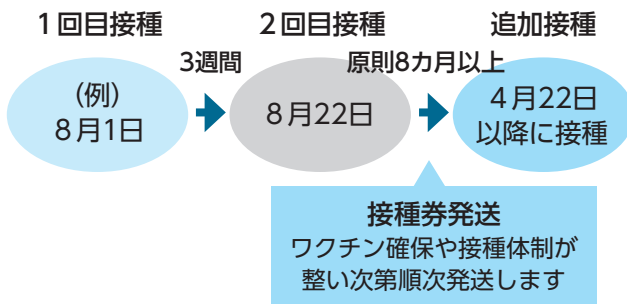 1回目接種
2回目接種
追加接種
3週間
原則8カ月以上
(例)
8月1日
8月22日
4月22日
以降に接種
接種券発送
ワクチン確保や接種体制が
整い次第順次発送します